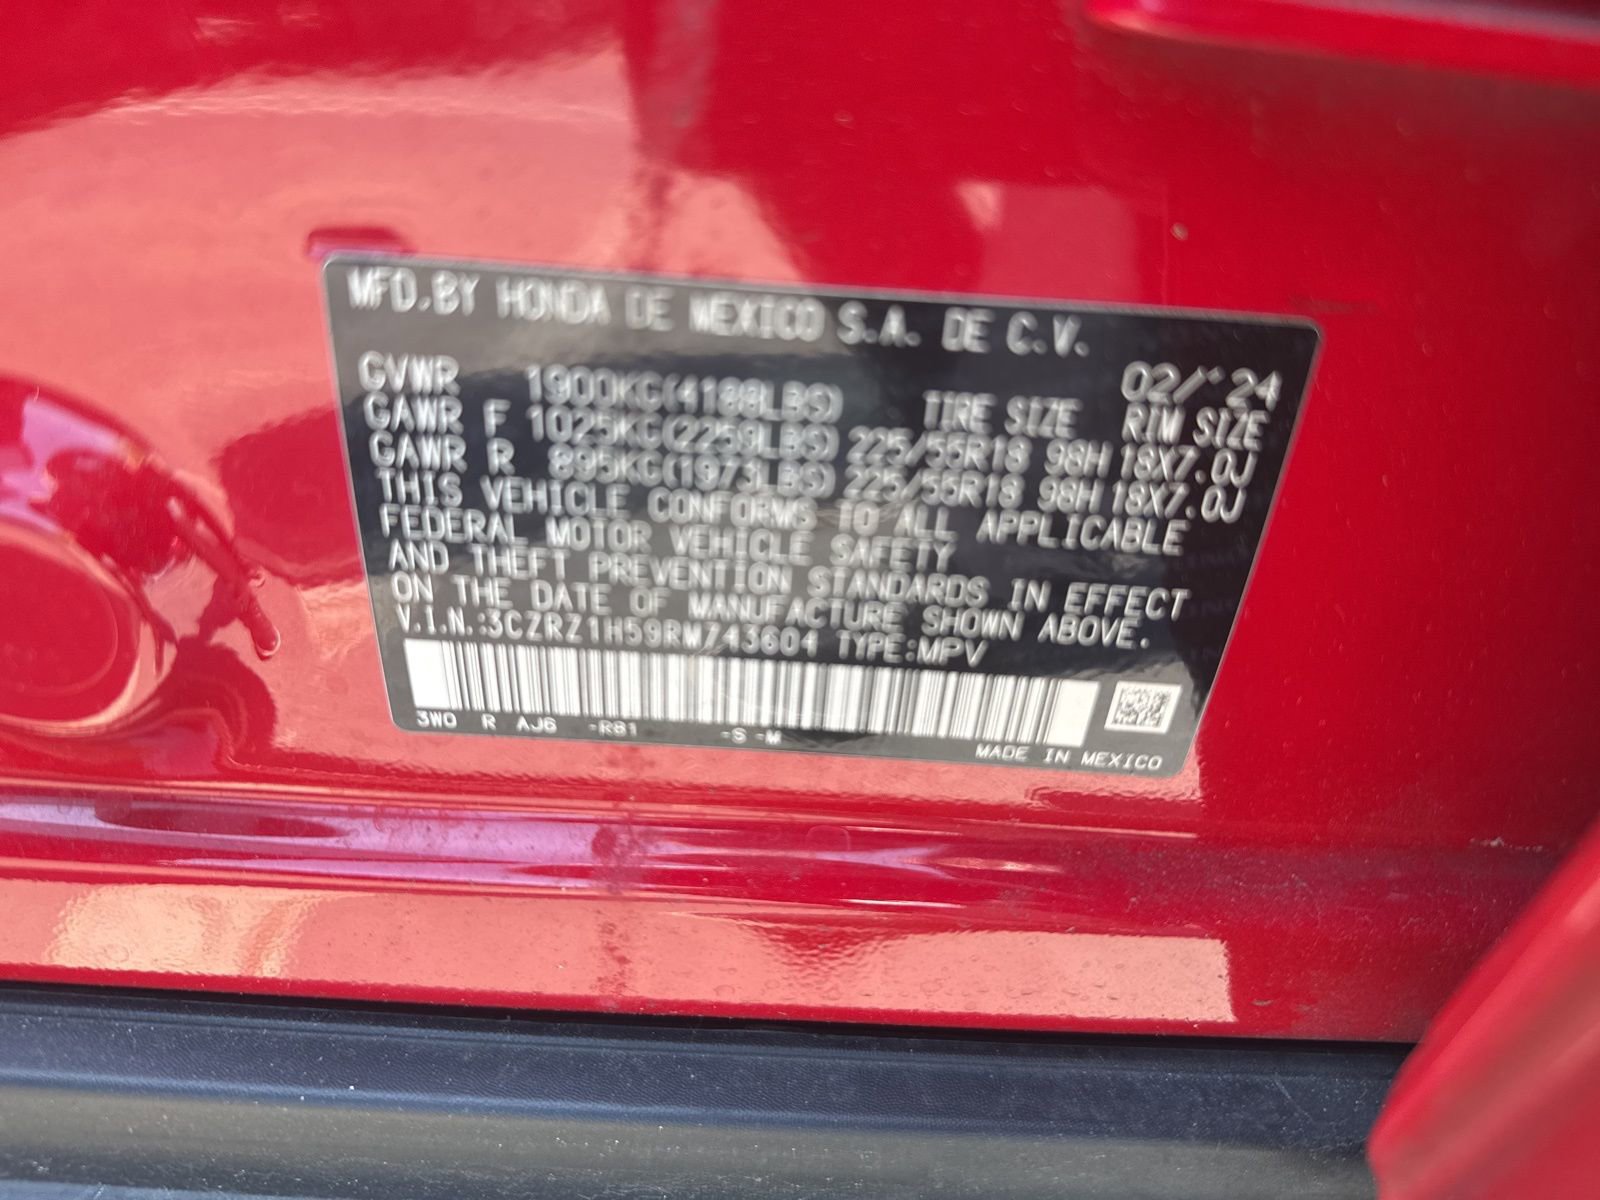 MFD.BY HONDA DE MEXICO S.A. DE C.V.
02/'24
GVWR 1900KG(4188LBS) TIRE SIZE RIM SIZE
GAWR F 1025KG(2259LBS) 225/55R18 98H 18X7.0J
GAWR R 895KG(1973LBS) 225/55R18 98H 18X7.0J
THIS VEHICLE CONFORMS TO ALL APPLICABLE
FEDERAL MOTOR VEHICLE SAFETY
AND THEFT PREVENTION STANDARDS IN EFFECT
ON THE DATE OF MANUFACTURE SHOWN ABOVE.
V.I.N.:3CZRZ1H59RM743604 TYPE:MPV
3W0 R AJ6 -R81 -S -M
MADE IN MEXICO